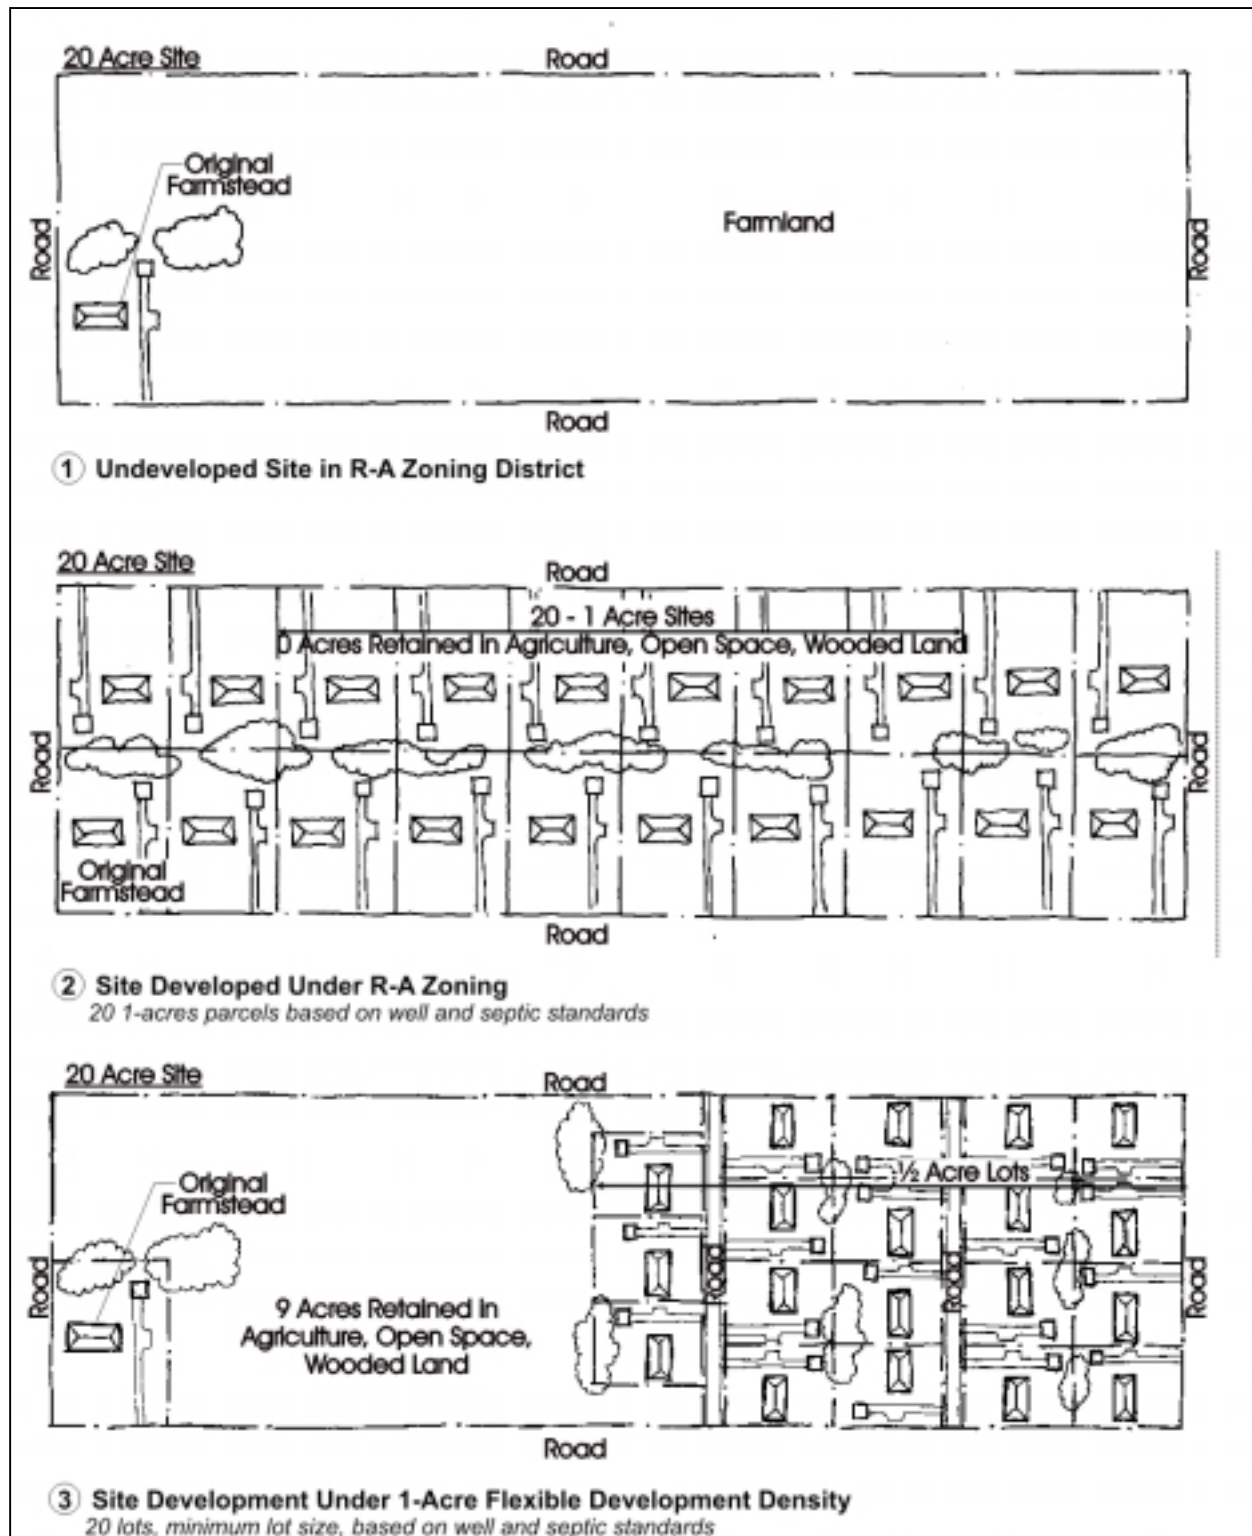 20 Acre Site
Road
Original
Farmstead
Farmland
Road
Road
Road
1 Undeveloped Site in R-A Zoning District
20 Acre Site
Road
20 - 1 Acre Sites
0 Acres Retained in Agriculture, Open Space, Wooded Land
Road
Road
Original
Farmstead
Road
2 Site Developed Under R-A Zoning
20 1-acres parcels based on well and septic standards
20 Acre Site
Road
½ Acre Lots
Original
Farmstead
Road
Road
Road
Road
9 Acres Retained in
Agriculture, Open Space,
Wooded Land
Road
3 Site Development Under 1-Acre Flexible Development Density
20 lots, minimum lot size, based on well and septic standards